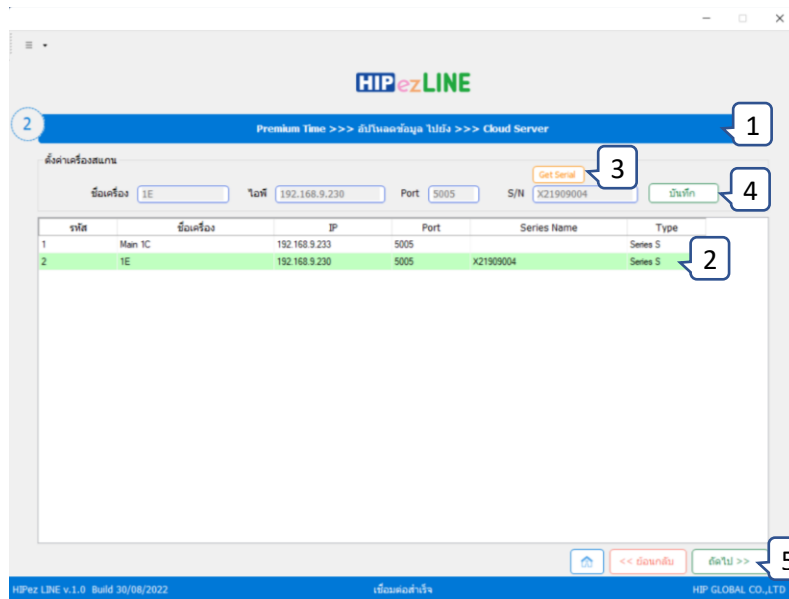 HIP ezLINE
2 Premium Time >>> อัปโหลดข้อมูล ไปยัง >>> Cloud Server 1
ตั้งค่าเครื่องสแกน
Get Serial 3
ชื่อเครื่อง 1E ไอพี 192.168.9.230 Port 5005 S/N X21909004 บันทึก 4
รหัส ชื่อเครื่อง IP Port Series Name Type
1 Main 1C 192.168.9.233 5005 Series S
2 1E 192.168.9.230 5005 X21909004 Series S 2
<< ย้อนกลับ ถัดไป >> 5
HIPez LINE v.1.0 Build 30/08/2022 เชื่อมต่อสำเร็จ HIP GLOBAL CO.,LTD